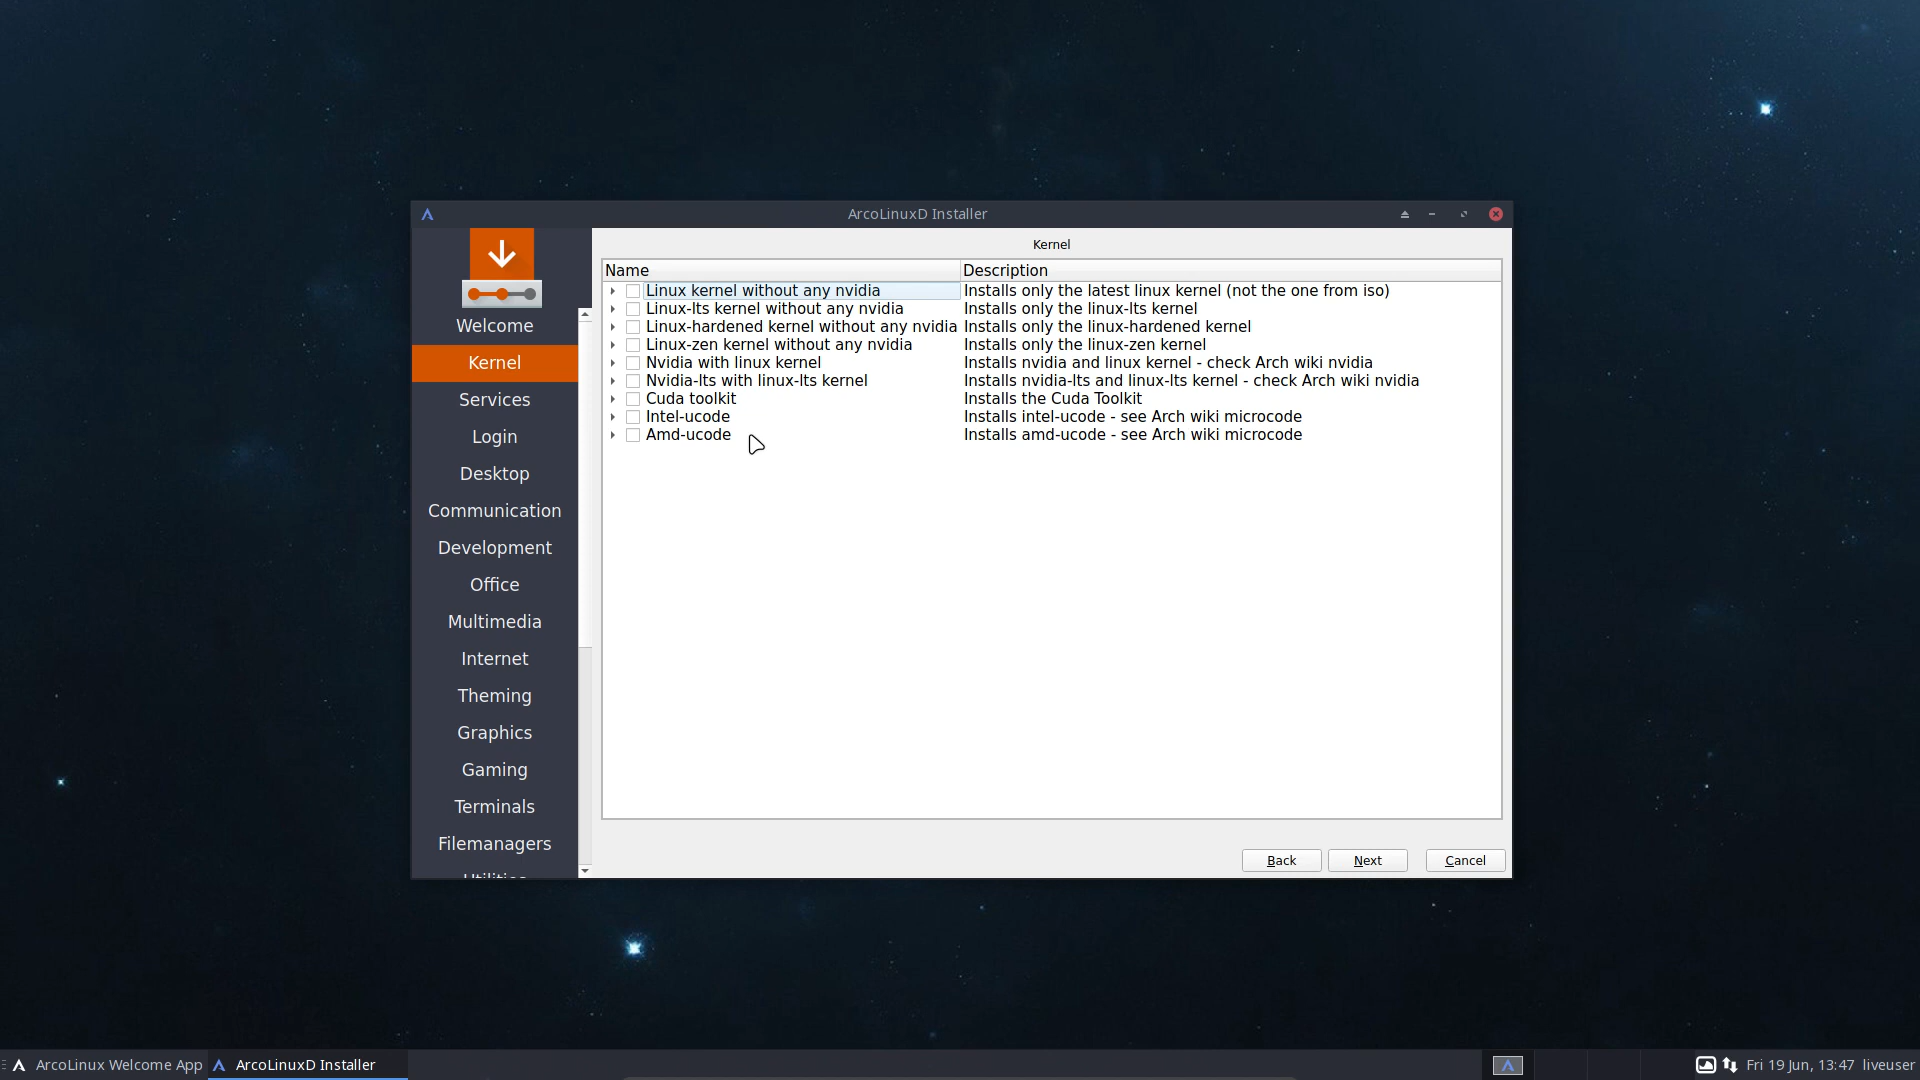 ArcoLinuxD Installer
Kernel
Name Description
Linux kernel without any nvidia Installs only the latest linux kernel (not the one from iso)
Linux-lts kernel without any nvidia Installs only the linux-lts kernel
Linux-hardened kernel without any nvidia Installs only the linux-hardened kernel
Linux-zen kernel without any nvidia Installs only the linux-zen kernel
Nvidia with linux kernel Installs nvidia and linux kernel - check Arch wiki nvidia
Nvidia-lts with linux-lts kernel Installs nvidia-lts and linux-lts kernel - check Arch wiki nvidia
Cuda toolkit Installs the Cuda Toolkit
Intel-ucode Installs intel-ucode - see Arch wiki microcode
Amd-ucode Installs amd-ucode - see Arch wiki microcode
Welcome
Kernel
Services
Login
Desktop
Communication
Development
Office
Multimedia
Internet
Theming
Graphics
Gaming
Terminals
Filemanagers
Utilities
Back Next Cancel
ArcoLinux Welcome App ArcoLinuxD Installer Fri 19 Jun, 13:47 liveuser